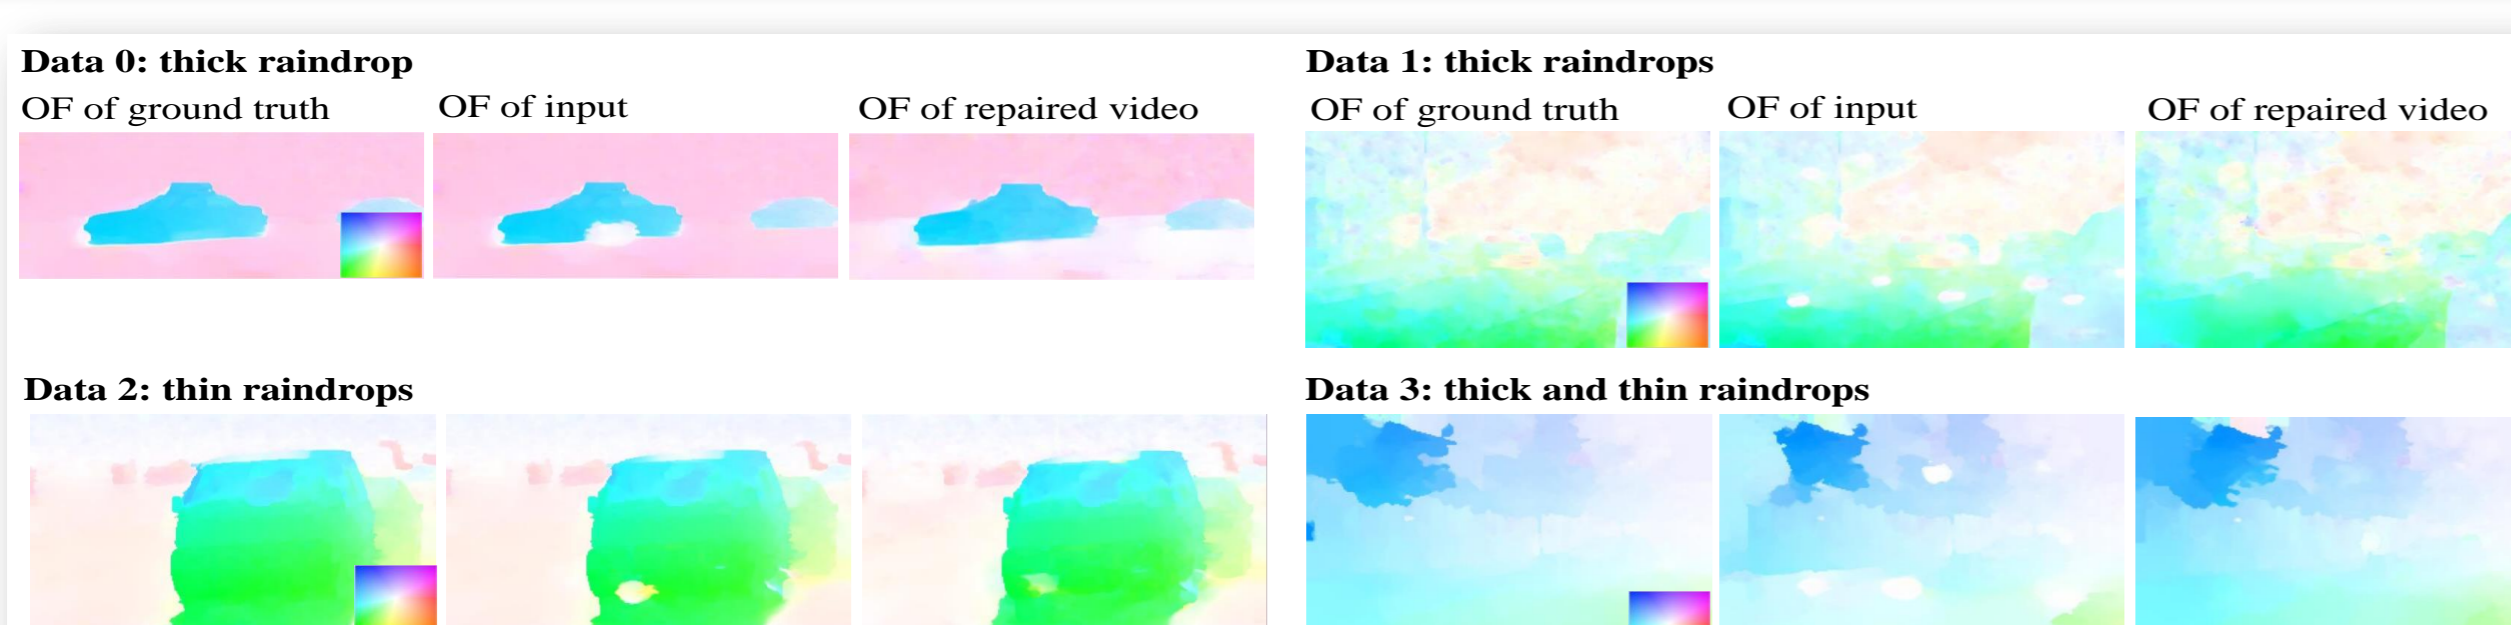 Data 0: thick raindrop
OF of ground truth
OF of input
OF of repaired video
Data 1: thick raindrops
OF of ground truth
OF of input
OF of repaired video
Data 2: thin raindrops
Data 3: thick and thin raindrops